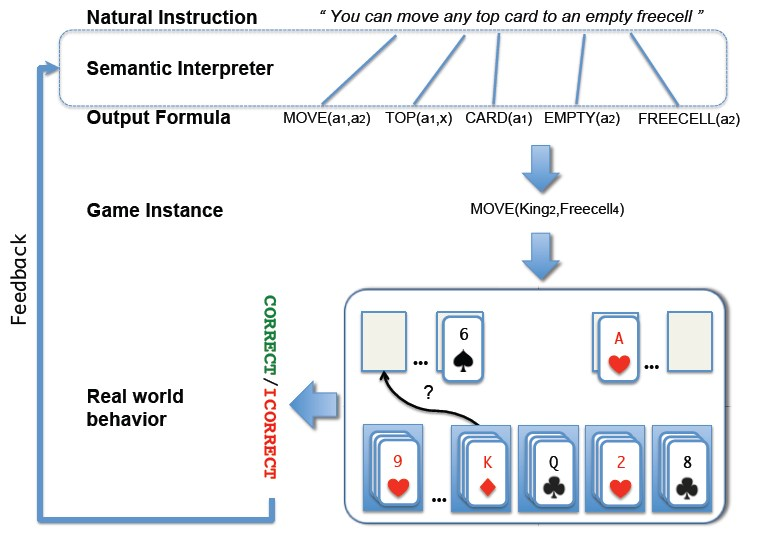 Natural Instruction
“ You can move any top card to an empty freecell ”
Semantic Interpreter
Output Formula
MOVE(a1,a2) TOP(a1,x) CARD(a1) EMPTY(a2) FREECELL(a2)
Game Instance
MOVE(King2,Freecell4)
Feedback
CORRECT/ICORRECT
Real world
behavior
... 6 A ...
?
9 ... K Q 2 8